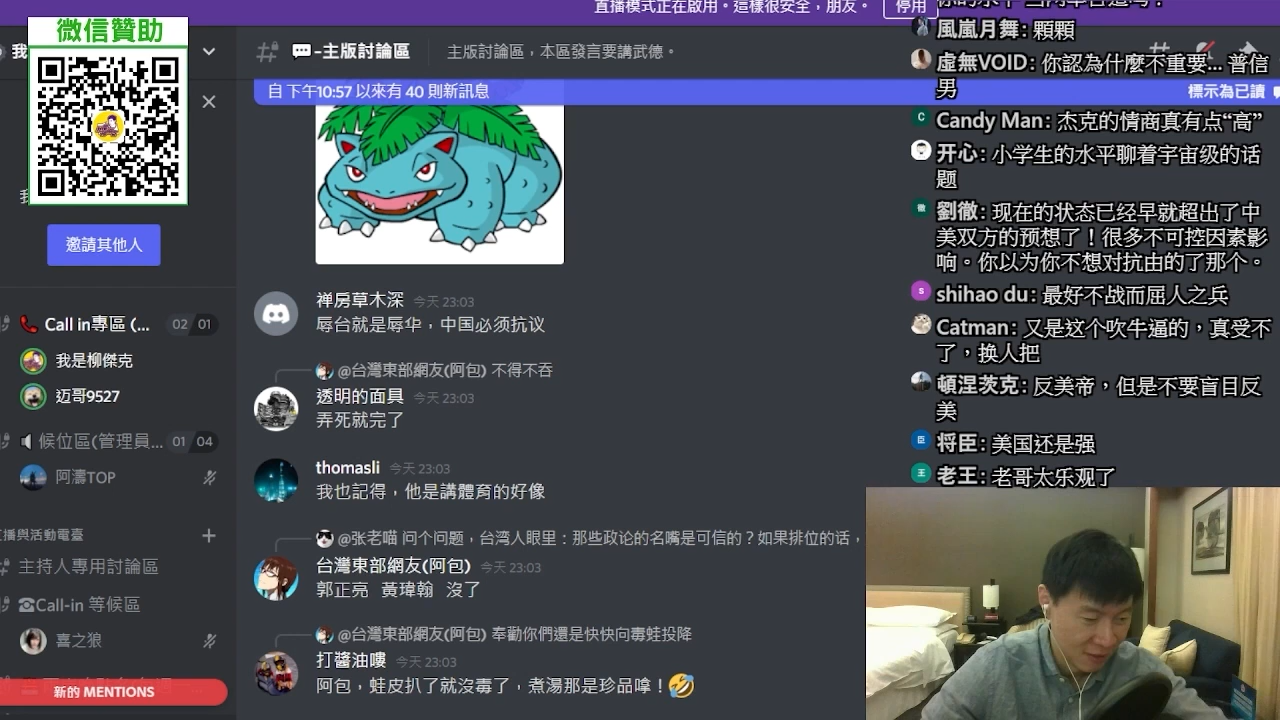 直播模式正在啟用。這樣很安全，朋友。
停用
微信贊助
我
💬-主版討論區
主版討論區，本區發言要講武德。
自 下午10:57 以來有 40 則新訊息
標示為已讀
邀請其他人
Call in專區 (...
02 01
我是柳傑克
迈哥9527
候位區(管理員...
01 04
阿濤TOP
直播與活動電臺
主持人專用討論區
☎Call-in 等候區
喜之狼
新的 MENTIONS
禅房草木深 今天 23:03
辱台就是辱华，中国必须抗议
@台灣東部網友(阿包) 不得不吞
透明的面具 今天 23:03
弄死就完了
thomasli 今天 23:03
我也記得，他是講體育的好像
@张老喵 问个问题，台湾人眼里：那些政论的名嘴是可信的？如果排位的话，
台灣東部網友(阿包) 今天 23:03
郭正亮 黃瑋翰 沒了
@台灣東部網友(阿包) 奉勸你們還是快快向毒蛙投降
打醬油嘍 今天 23:03
阿包，蛙皮扒了就沒毒了，煮湯那是珍品嗱！🤣
風嵐月舞: 顆顆
虛無VOID: 你認為什麼不重要... 普信
男
Candy Man: 杰克的情商真有点“高”
开心: 小学生的水平聊着宇宙级的话
题
劉徹: 现在的状态已经早就超出了中
美双方的预想了！很多不可控因素影
响。你以为你不想对抗由的了那个。
shihao du: 最好不战而屈人之兵
Catman: 又是这个吹牛逼的，真受不
了，换人把
頓涅茨克: 反美帝，但是不要盲目反
美
将臣: 美国还是强
老王: 老哥太乐观了